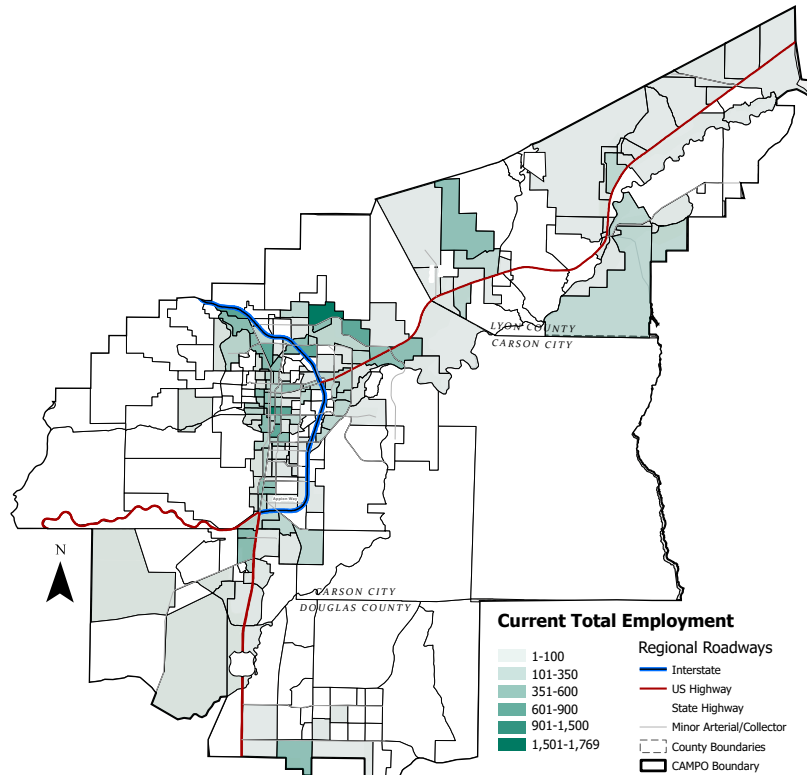 LYON COUNTY
CARSON CITY
Appion Way
N
CARSON CITY
DOUGLAS COUNTY
Current Total Employment
1-100
101-350
351-600
601-900
901-1,500
1,501-1,769
Regional Roadways
Interstate
US Highway
State Highway
Minor Arterial/Collector
County Boundaries
CAMPO Boundary